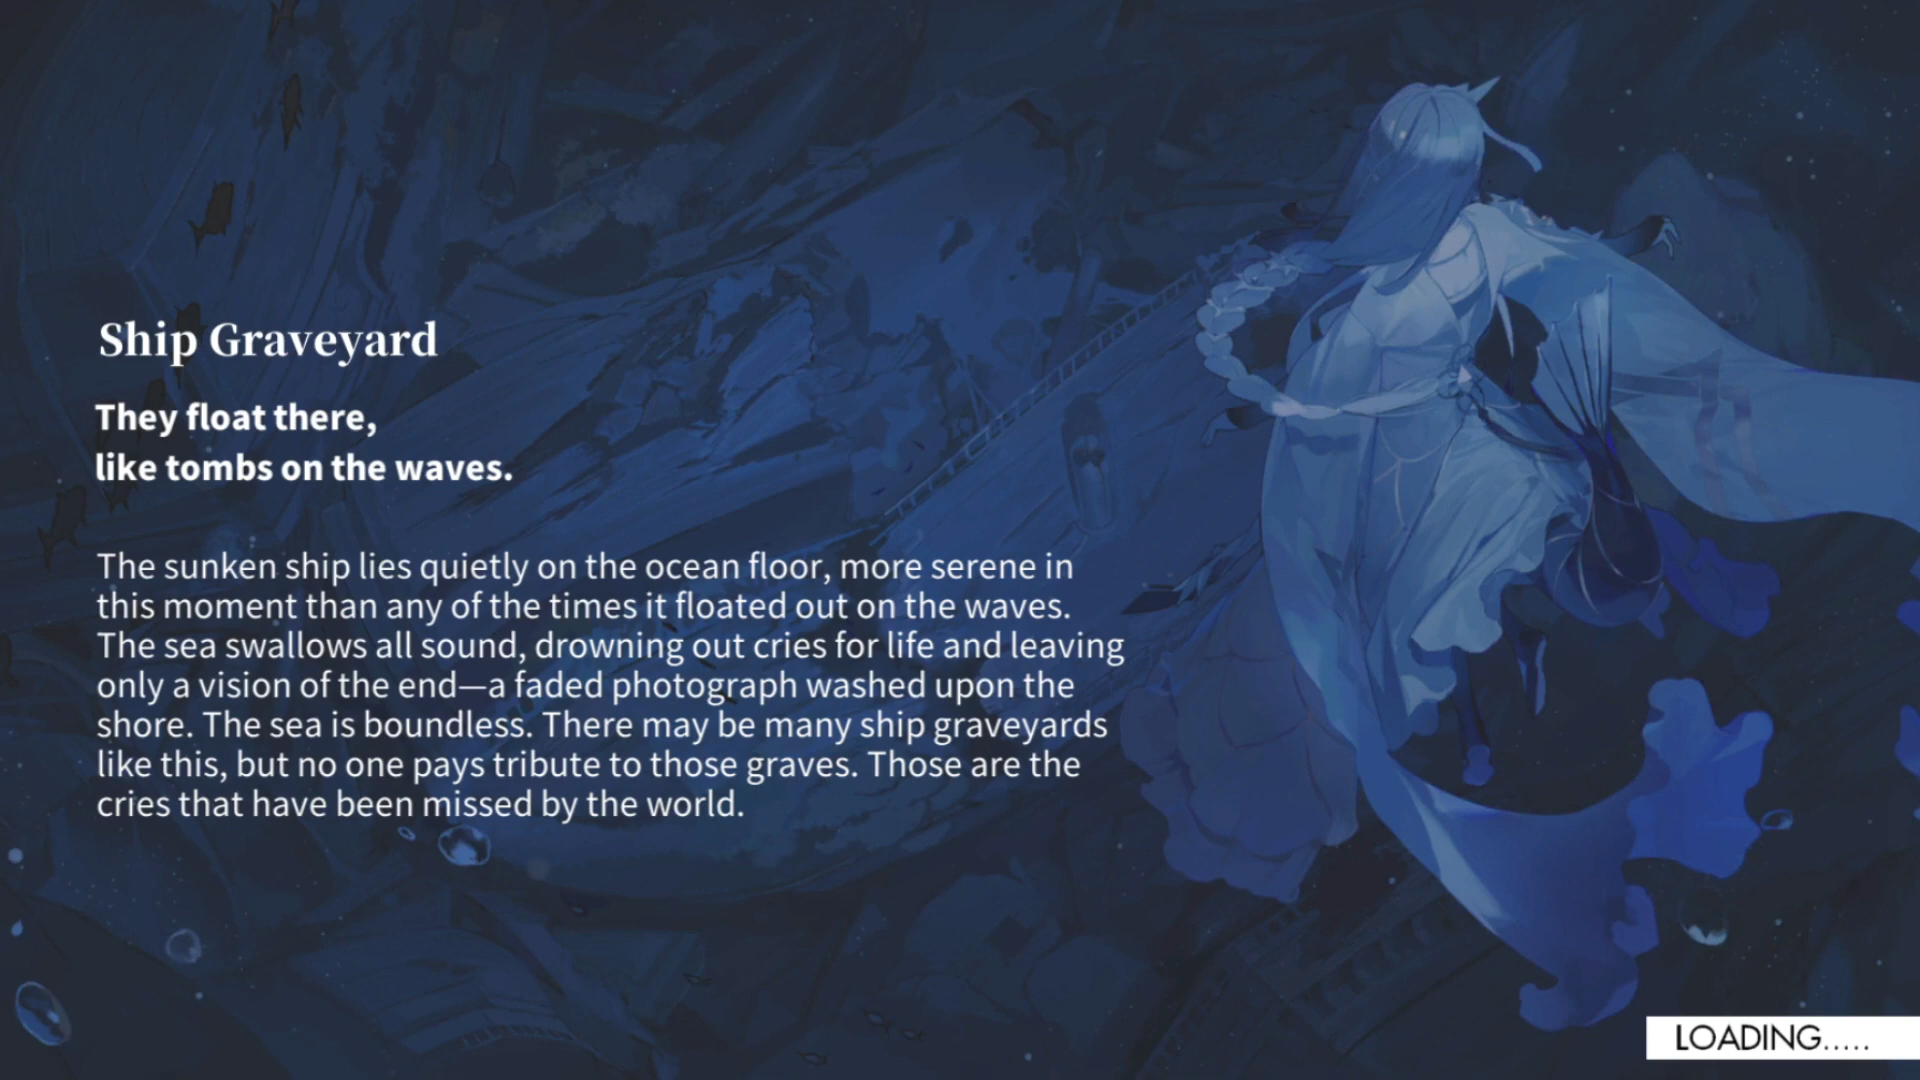 Ship Graveyard
They float there,
like tombs on the waves.
The sunken ship lies quietly on the ocean floor, more serene in
this moment than any of the times it floated out on the waves.
The sea swallows all sound, drowning out cries for life and leaving
only a vision of the end—a faded photograph washed upon the
shore. The sea is boundless. There may be many ship graveyards
like this, but no one pays tribute to those graves. Those are the
cries that have been missed by the world.
LOADING.....